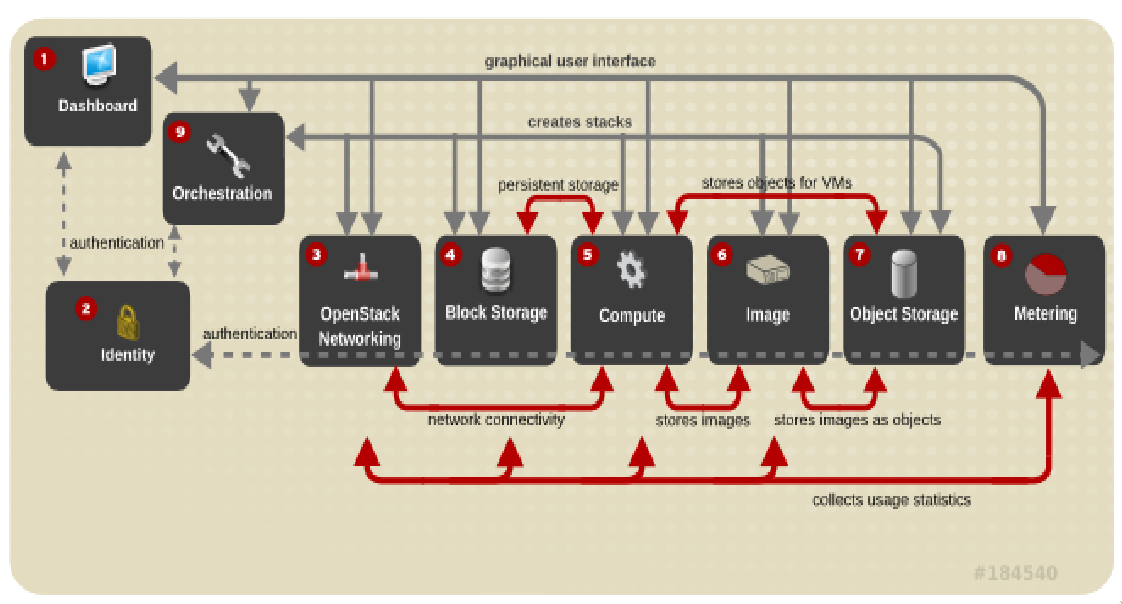 1
Dashboard
graphical user interface
9
Orchestration
creates stacks
persistent storage
stores objects for VMs
authentication
2
Identity
authentication
3
OpenStack
Networking
4
Block Storage
5
Compute
6
Image
7
Object Storage
8
Metering
network connectivity
stores images
stores images as objects
collects usage statistics
#184540